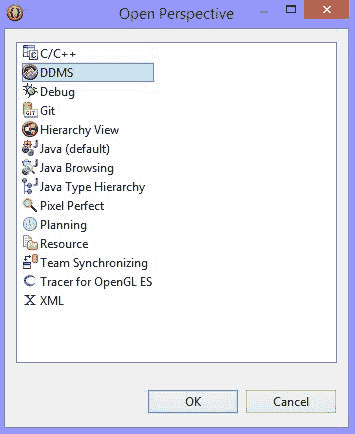 Open Perspective
C/C++
DDMS
Debug
Git
Hierarchy View
Java (default)
Java Browsing
Java Type Hierarchy
Pixel Perfect
Planning
Resource
Team Synchronizing
Tracer for OpenGL ES
XML
OK
Cancel